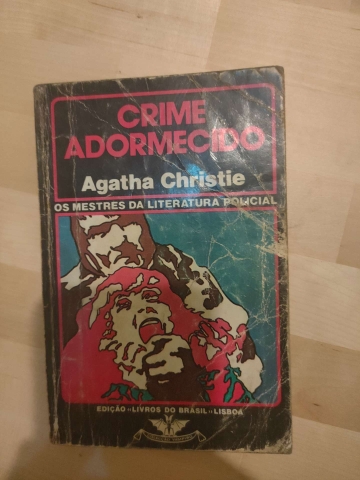 CRIME
ADORMECIDO
Agatha Christie
OS MESTRES DA LITERATURA POLICIAL
EDIÇÃO "LIVROS DO BRASIL" LISBOA